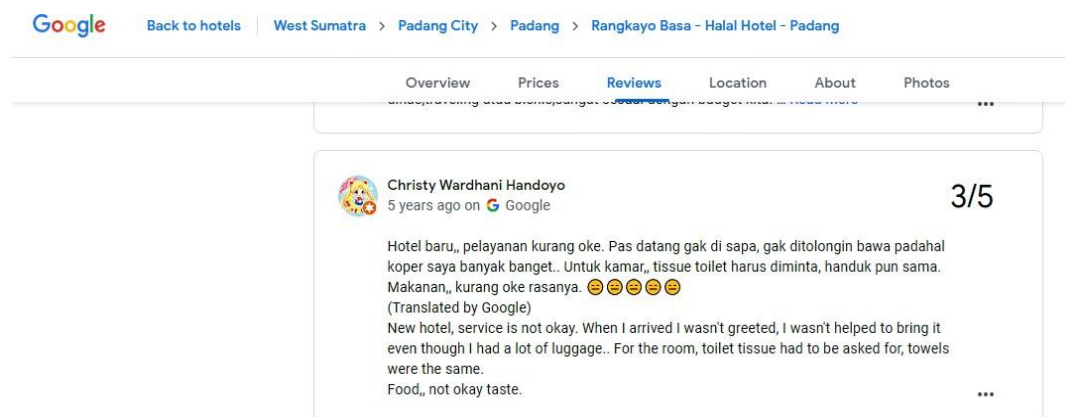 Google Back to hotels West Sumatra > Padang City > Padang > Rangkayo Basa - Halal Hotel - Padang
Overview Prices Reviews Location About Photos
Christy Wardhani Handoyo
5 years ago on G Google
3/5
Hotel baru,, pelayanan kurang oke. Pas datang gak di sapa, gak ditolongin bawa padahal
koper saya banyak banget.. Untuk kamar,, tissue toilet harus diminta, handuk pun sama.
Makanan,, kurang oke rasanya. 😑😑😑😑😑
(Translated by Google)
New hotel, service is not okay. When I arrived I wasn't greeted, I wasn't helped to bring it
even though I had a lot of luggage.. For the room, toilet tissue had to be asked for, towels
were the same.
Food,, not okay taste.